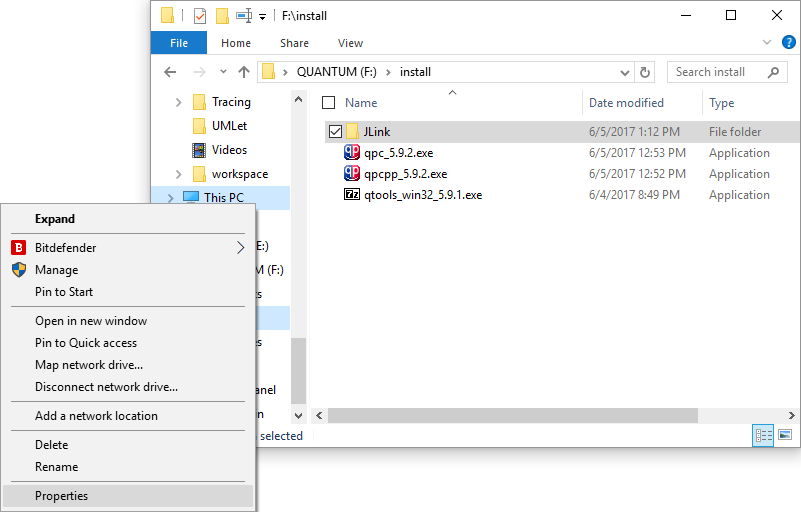 F:\install
File Home Share View
QUANTUM (F:) install
Search install
Tracing
UMLet
Videos
workspace
This PC
Name Date modified Type
JLink 6/5/2017 1:12 PM File folder
qpc_5.9.2.exe 6/5/2017 12:53 PM Application
qpcpp_5.9.2.exe 6/5/2017 12:52 PM Application
7z qtools_win32_5.9.1.exe 6/4/2017 8:49 PM Application
Expand
B Bitdefender
E:)
Manage
M (F:)
Pin to Start
Open in new window
Pin to Quick access
Map network drive...
Disconnect network drive...
anel
Add a network location
selected
Delete
Rename
Properties